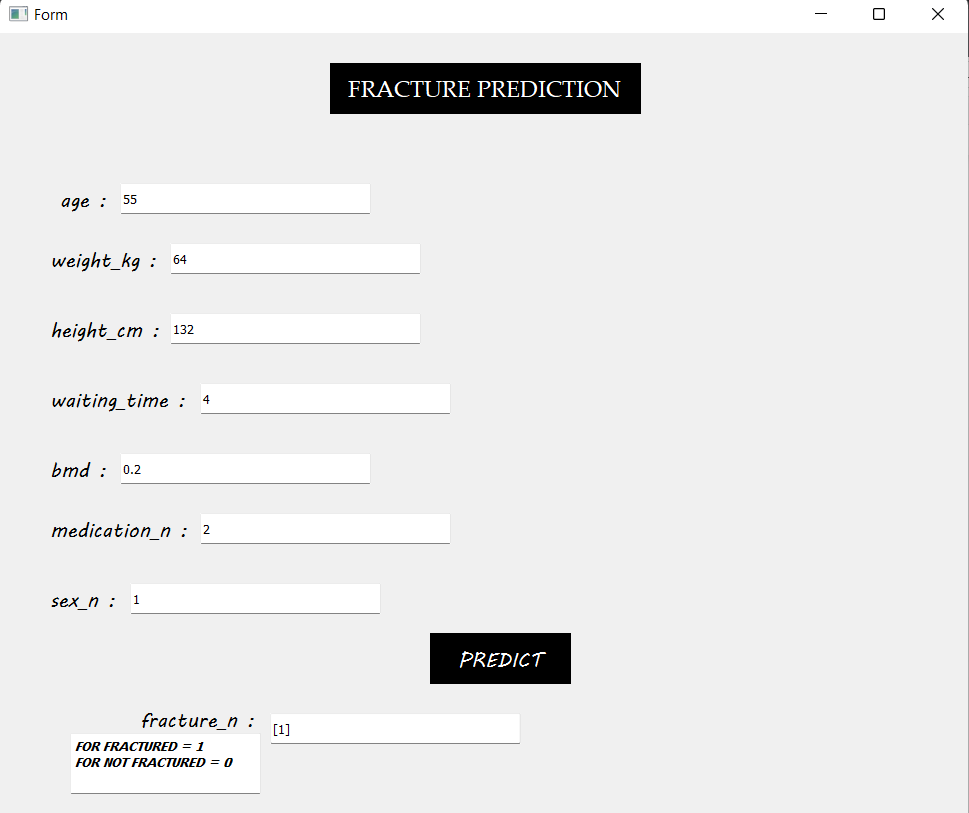 Form
FRACTURE PREDICTION
age : 55
weight_kg : 64
height_cm : 132
waiting_time : 4
bmd : 0.2
medication_n : 2
sex_n : 1
PREDICT
fracture_n : [1]
FOR FRACTURED = 1
FOR NOT FRACTURED = 0